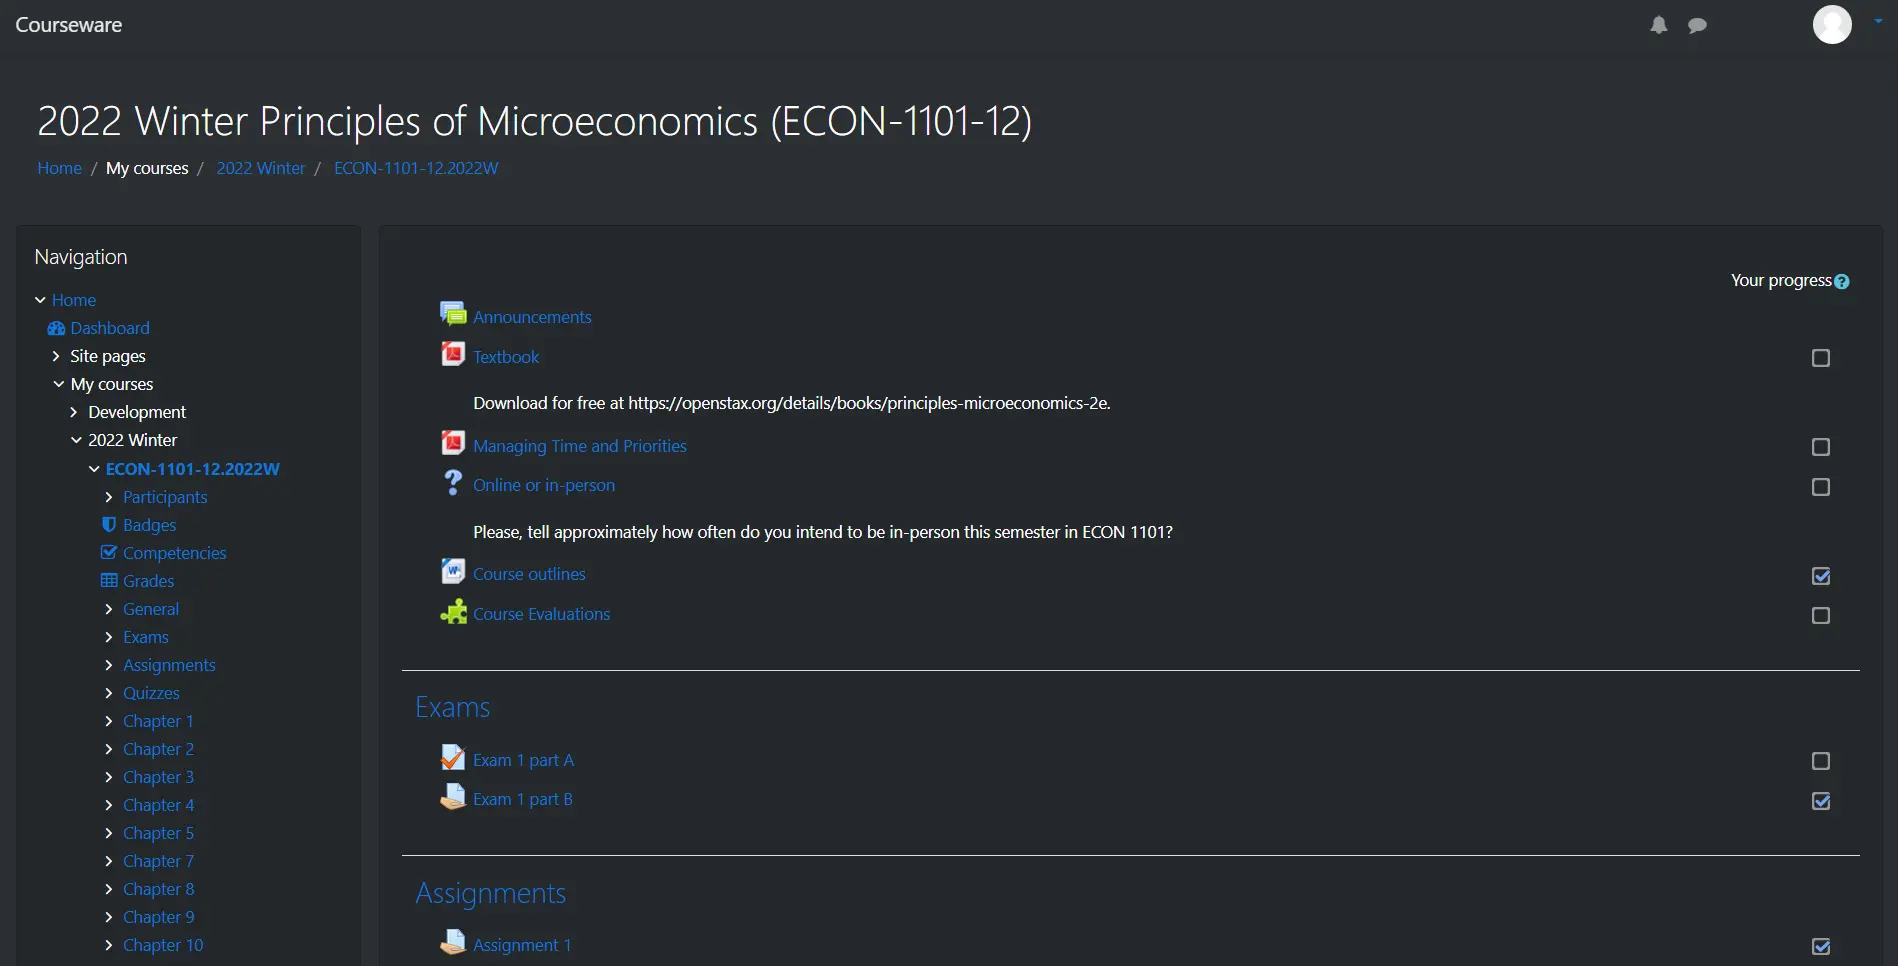 Courseware
2022 Winter Principles of Microeconomics (ECON-1101-12)
Home / My courses / 2022 Winter / ECON-1101-12.2022W
Navigation
Home
Dashboard
Site pages
My courses
Development
2022 Winter
ECON-1101-12.2022W
Participants
Badges
Competencies
Grades
General
Exams
Assignments
Quizzes
Chapter 1
Chapter 2
Chapter 3
Chapter 4
Chapter 5
Chapter 7
Chapter 8
Chapter 9
Chapter 10
Your progress
Announcements
Textbook
Download for free at https://openstax.org/details/books/principles-microeconomics-2e.
Managing Time and Priorities
Online or in-person
Please, tell approximately how often do you intend to be in-person this semester in ECON 1101?
Course outlines
Course Evaluations
Exams
Exam 1 part A
Exam 1 part B
Assignments
Assignment 1